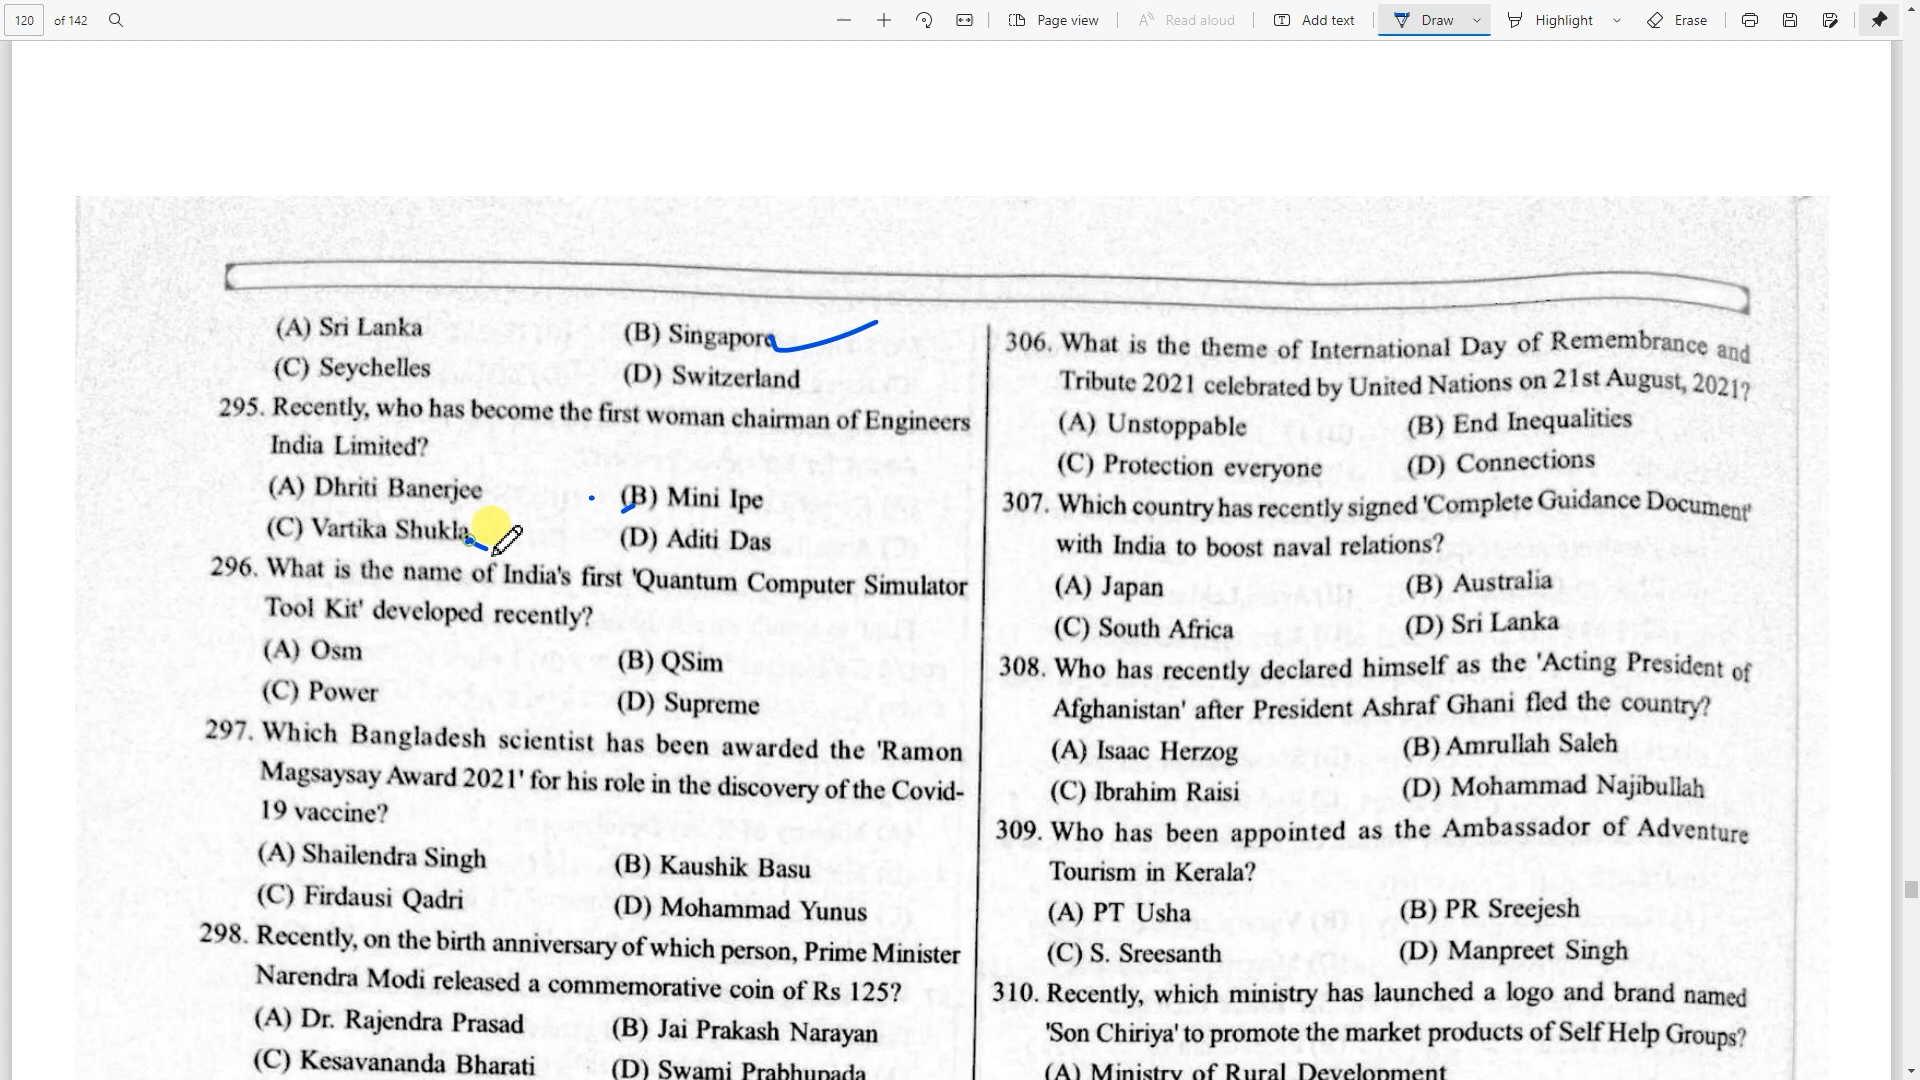 120 of 142
Page view
Read aloud
Add text
Draw
Highlight
Erase
(A) Sri Lanka (B) Singapore
(C) Seychelles (D) Switzerland
295. Recently, who has become the first woman chairman of Engineers
India Limited?
(A) Dhriti Banerjee (B) Mini Ipe
(C) Vartika Shukla (D) Aditi Das
296. What is the name of India's first 'Quantum Computer Simulator
Tool Kit' developed recently?
(A) Osm (B) QSim
(C) Power (D) Supreme
297. Which Bangladesh scientist has been awarded the 'Ramon
Magsaysay Award 2021' for his role in the discovery of the Covid-
19 vaccine?
(A) Shailendra Singh (B) Kaushik Basu
(C) Firdausi Qadri (D) Mohammad Yunus
298. Recently, on the birth anniversary of which person, Prime Minister
Narendra Modi released a commemorative coin of Rs 125?
(A) Dr. Rajendra Prasad (B) Jai Prakash Narayan
(C) Kesavananda Bharati (D) Swami Prabhupada
306. What is the theme of International Day of Remembrance and
Tribute 2021 celebrated by United Nations on 21st August, 2021?
(A) Unstoppable (B) End Inequalities
(C) Protection everyone (D) Connections
307. Which country has recently signed 'Complete Guidance Document'
with India to boost naval relations?
(A) Japan (B) Australia
(C) South Africa (D) Sri Lanka
308. Who has recently declared himself as the 'Acting President of
Afghanistan' after President Ashraf Ghani fled the country?
(A) Isaac Herzog (B) Amrullah Saleh
(C) Ibrahim Raisi (D) Mohammad Najibullah
309. Who has been appointed as the Ambassador of Adventure
Tourism in Kerala?
(A) PT Usha (B) PR Sreejesh
(C) S. Sreesanth (D) Manpreet Singh
310. Recently, which ministry has launched a logo and brand named
'Son Chiriya' to promote the market products of Self Help Groups?
(A) Ministry of Rural Development